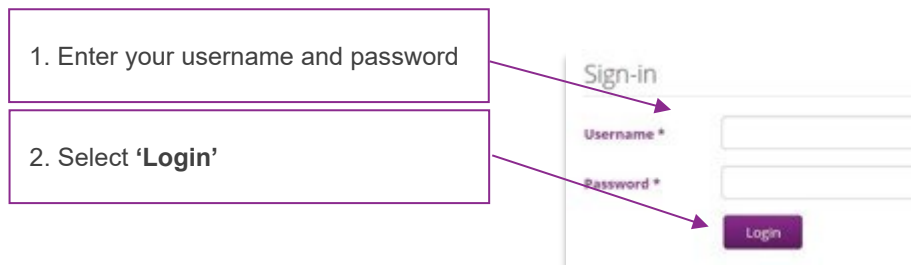 1. Enter your username and password
2. Select ‘Login’
Sign-in
Username *
Password *
Login